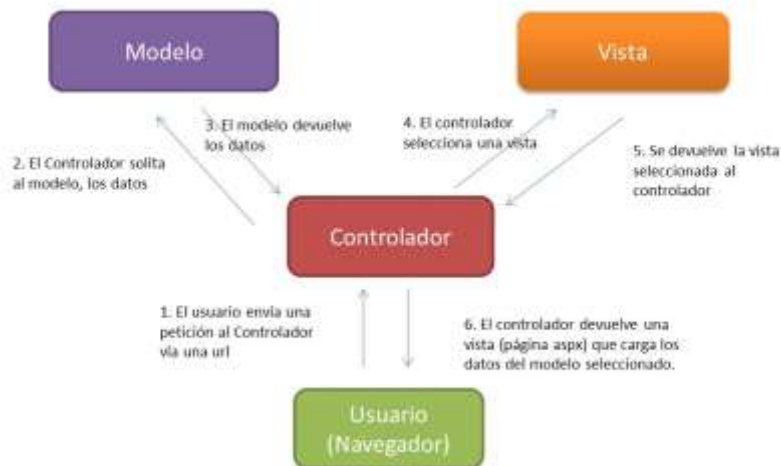 Modelo
Vista
3. El modelo devuelve
los datos
4. El controlador
selecciona una vista
2. El Controlador solita
al modelo, los datos
5. Se devuelve la vista
seleccionada al
controlador
Controlador
1. El usuario envía una
petición al Controlador
vía una url
6. El controlador devuelve una
vista (página aspx) que carga los
datos del modelo seleccionado.
Usuario
(Navegador)